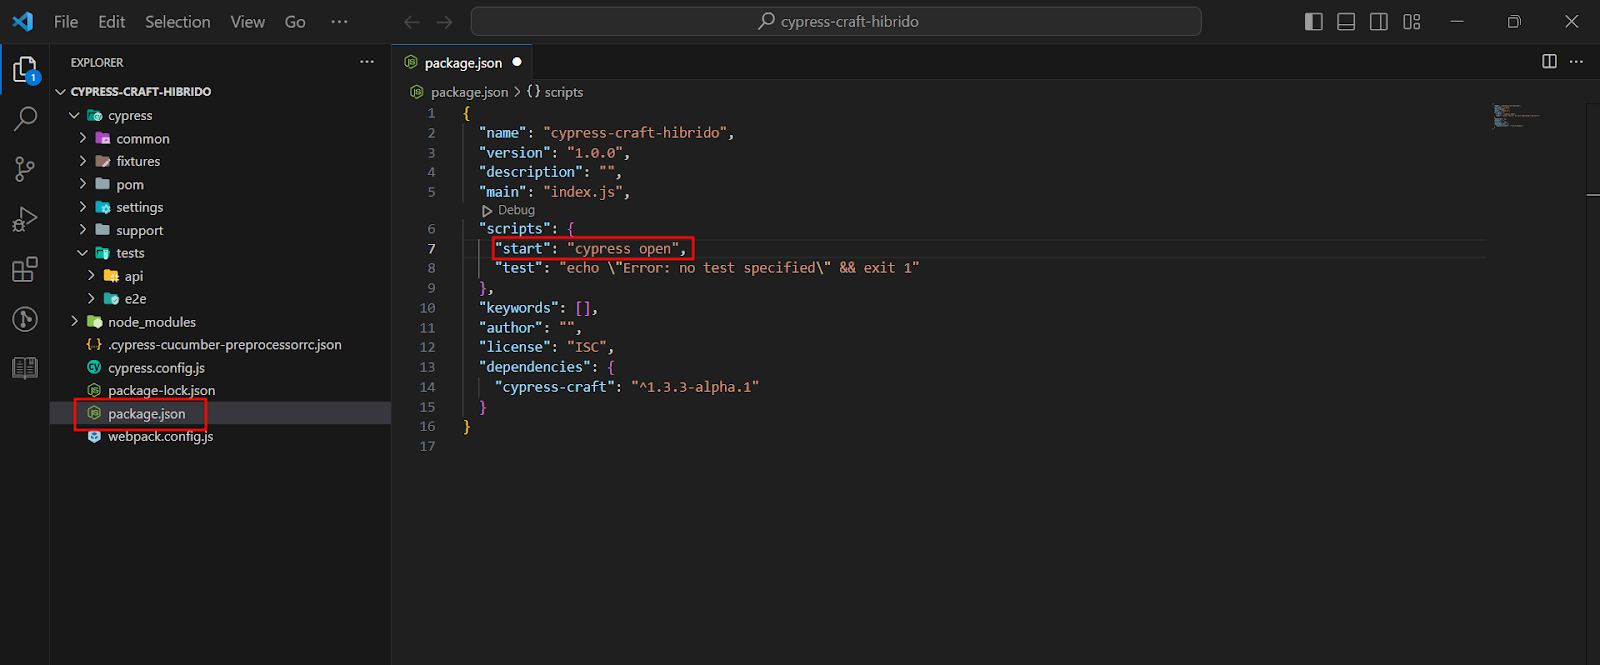 File Edit Selection View Go ···
cypress-craft-hibrido
EXPLORER ···
CYPRESS-CRAFT-HIBRIDO
cypress
common
fixtures
pom
settings
support
tests
api
e2e
node_modules
.cypress-cucumber-preprocessorrc.json
cypress.config.js
package-lock.json
package.json
webpack.config.js
1
package.json
package.json > {} scripts
1 {
2 "name": "cypress-craft-hibrido",
3 "version": "1.0.0",
4 "description": "",
5 "main": "index.js",
Debug
6 "scripts": {
7 "start": "cypress open",
8 "test": "echo \"Error: no test specified\" && exit 1"
9 },
10 "keywords": [],
11 "author": "",
12 "license": "ISC",
13 "dependencies": {
14 "cypress-craft": "^1.3.3-alpha.1"
15 }
16 }
17